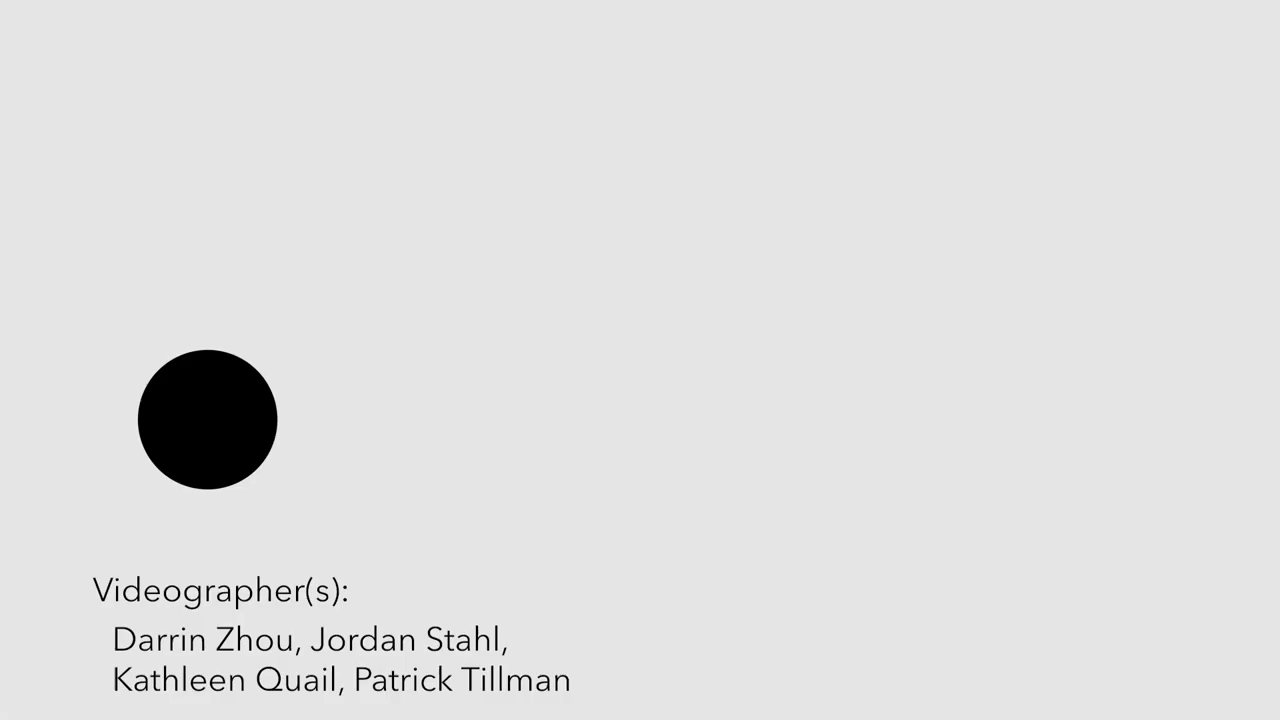 Videographer(s):
Darrin Zhou, Jordan Stahl,
Kathleen Quail, Patrick Tillman